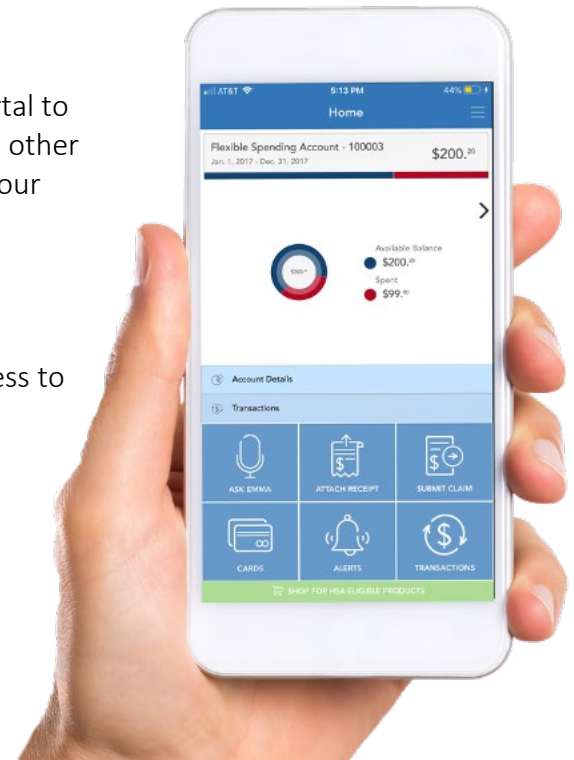 rtal to
other
our
ess to
AT&T 5:13 PM 44%
Home
Flexible Spending Account - 100003
Jan. 1, 2017 - Dec. 31, 2017
$200.20
Available Balance
$200.20
Spent
$99.80
Account Details
Transactions
ASK EMMA ATTACH RECEIPT SUBMIT CLAIM
CARDS ALERTS TRANSACTIONS
SHOP FOR HSA ELIGIBLE PRODUCTS